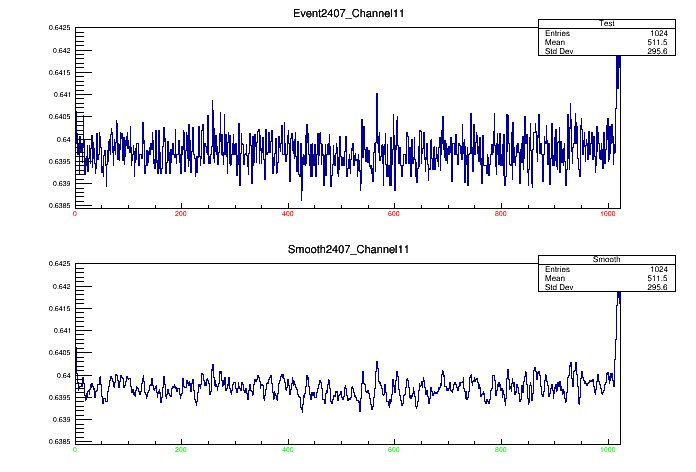 Event2407_Channel11
Test
Entries 1024
Mean 511.5
Std Dev 295.6
0.6425
0.642
0.6415
0.641
0.6405
0.64
0.6395
0.639
0.6385
0 200 400 600 800 1000
Smooth2407_Channel11
Smooth
Entries 1024
Mean 511.5
Std Dev 295.6
0.6425
0.642
0.6415
0.641
0.6405
0.64
0.6395
0.639
0.6385
0 200 400 600 800 1000